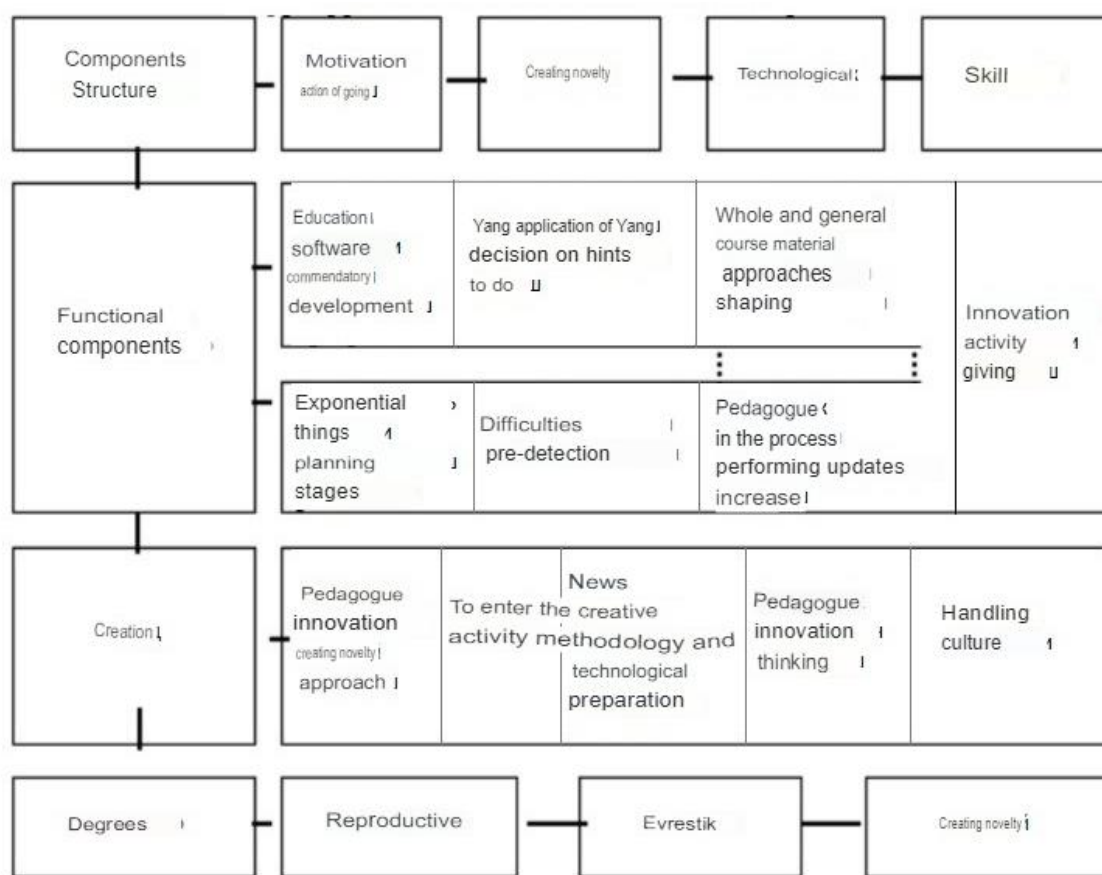 Components
Structure
Motivation
action of going
Creating novelty
Technological
Skill
Functional
components
Education
software
commendatory
development
Yang application of Yang
decision on hints
to do
Whole and general
course material
approaches
shaping
Innovation
activity
giving
Exponential
things
planning
stages
Difficulties
pre-detection
Pedagogue
in the process
performing updates
increase
Creation
Pedagogue
innovation
creating novelty
approach
To enter the creative
activity methodology and
News
technological
preparation
Pedagogue
innovation
thinking
Handling
culture
Degrees
Reproductive
Evrestik
Creating novelty